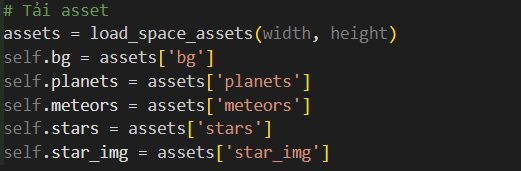 # Tải asset
assets = load_space_assets(width, height)
self.bg = assets['bg']
self.planets = assets['planets']
self.meteors = assets['meteors']
self.stars = assets['stars']
self.star_img = assets['star_img']